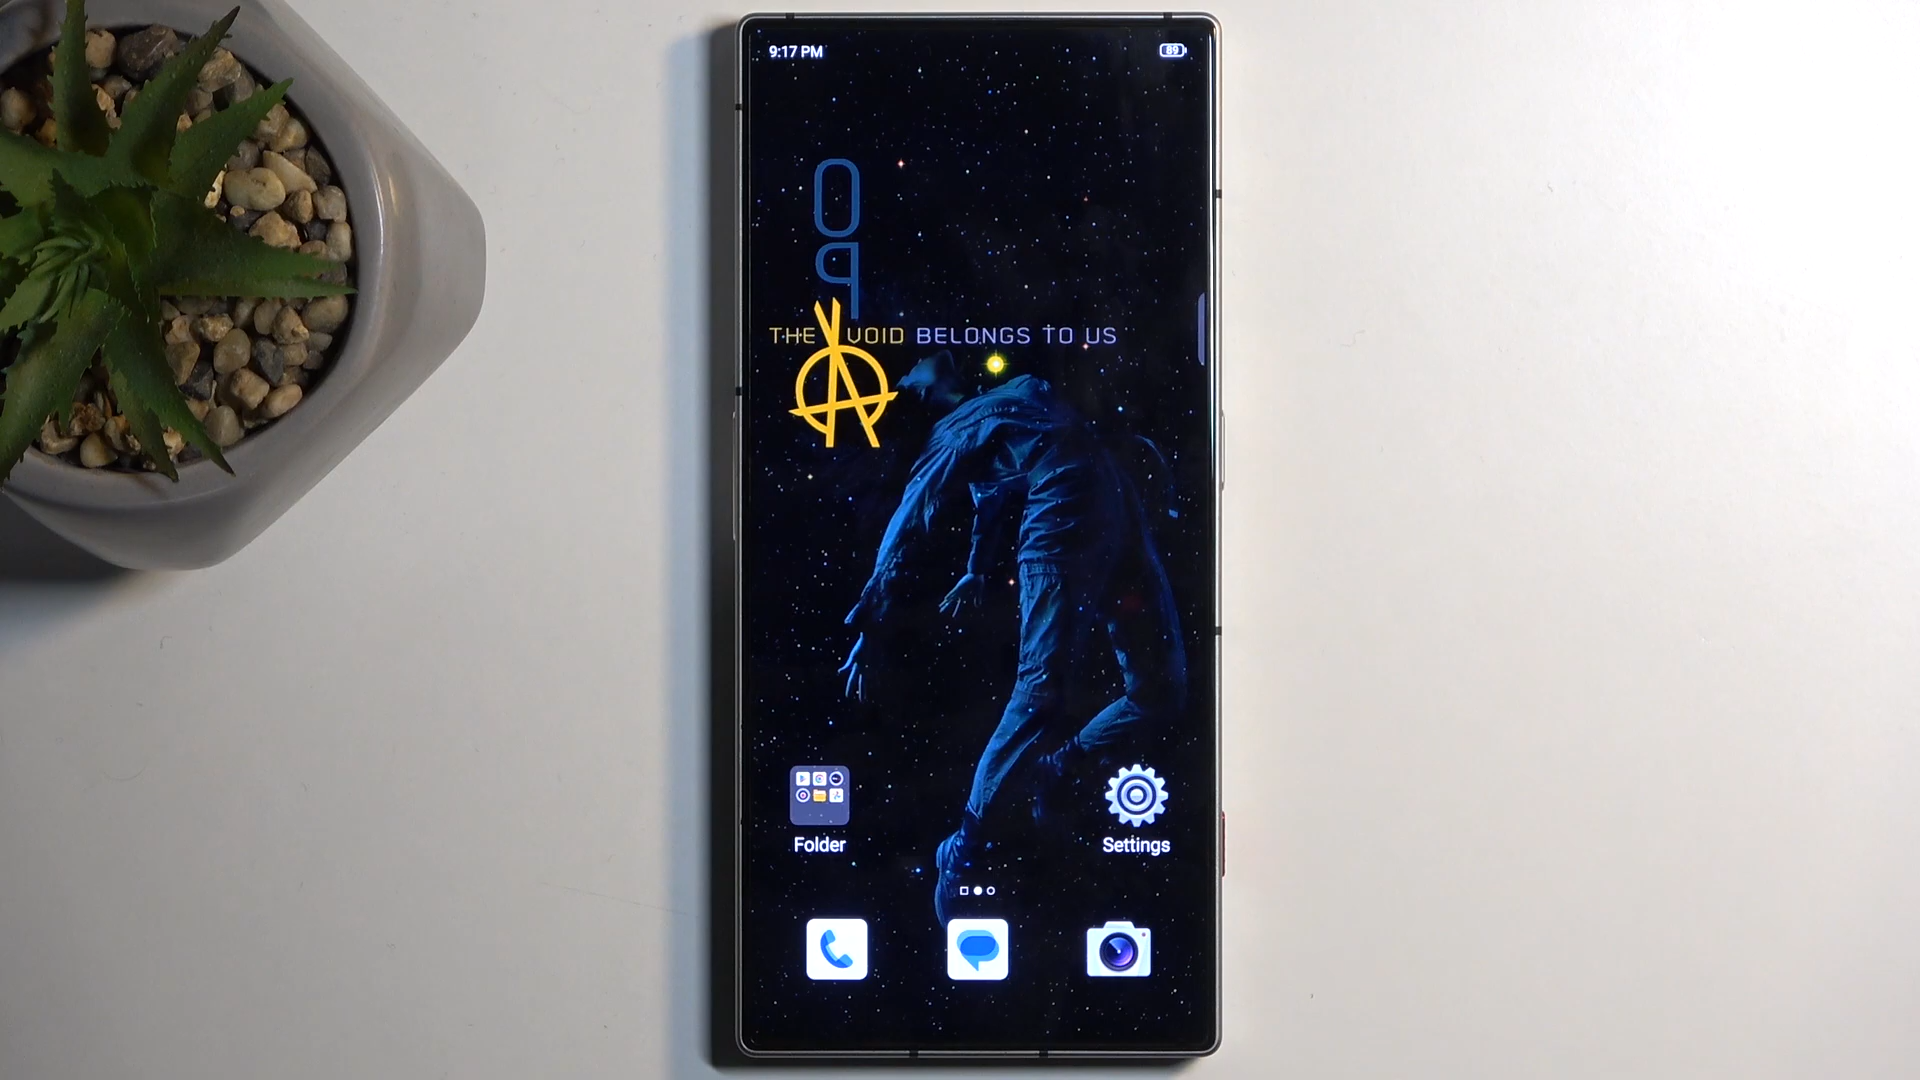 9:17 PM
89
09
THE VOID BELONGS TO US
Folder
Settings